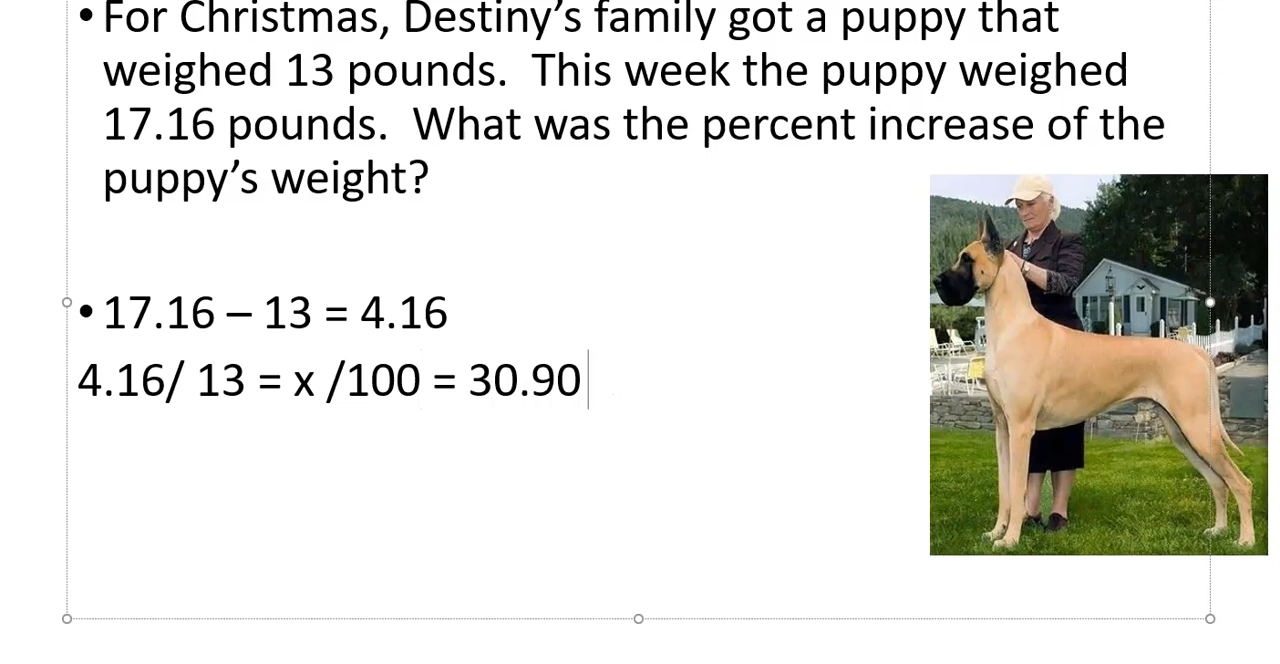 • For Christmas, Destiny’s family got a puppy that
weighed 13 pounds.  This week the puppy weighed
17.16 pounds.  What was the percent increase of the
puppy’s weight?
• 17.16 – 13 = 4.16
4.16/ 13 = x /100 = 30.90